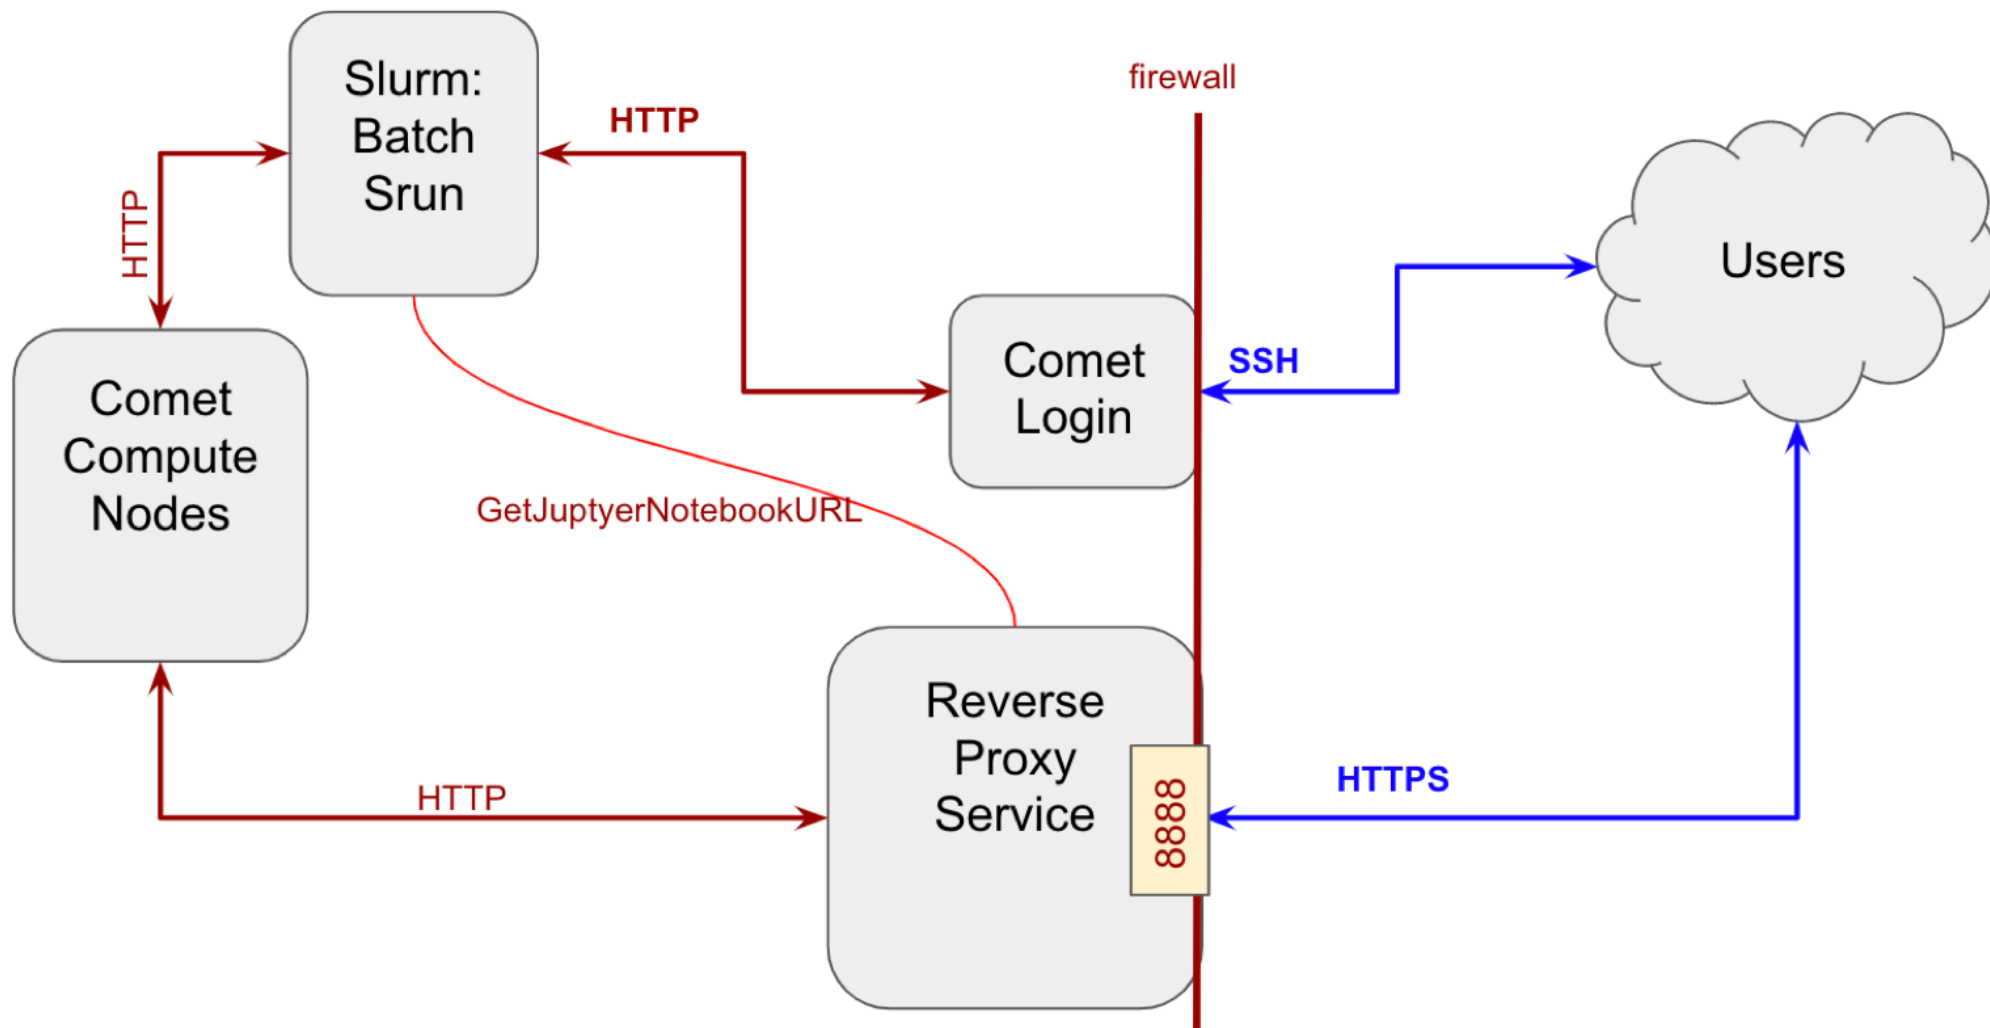 Slurm:
Batch
Srun
HTTP
HTTP
firewall
Users
Comet
Login
SSH
Comet
Compute
Nodes
GetJuptyerNotebookURL
Reverse
Proxy
Service
8888
HTTP
HTTPS